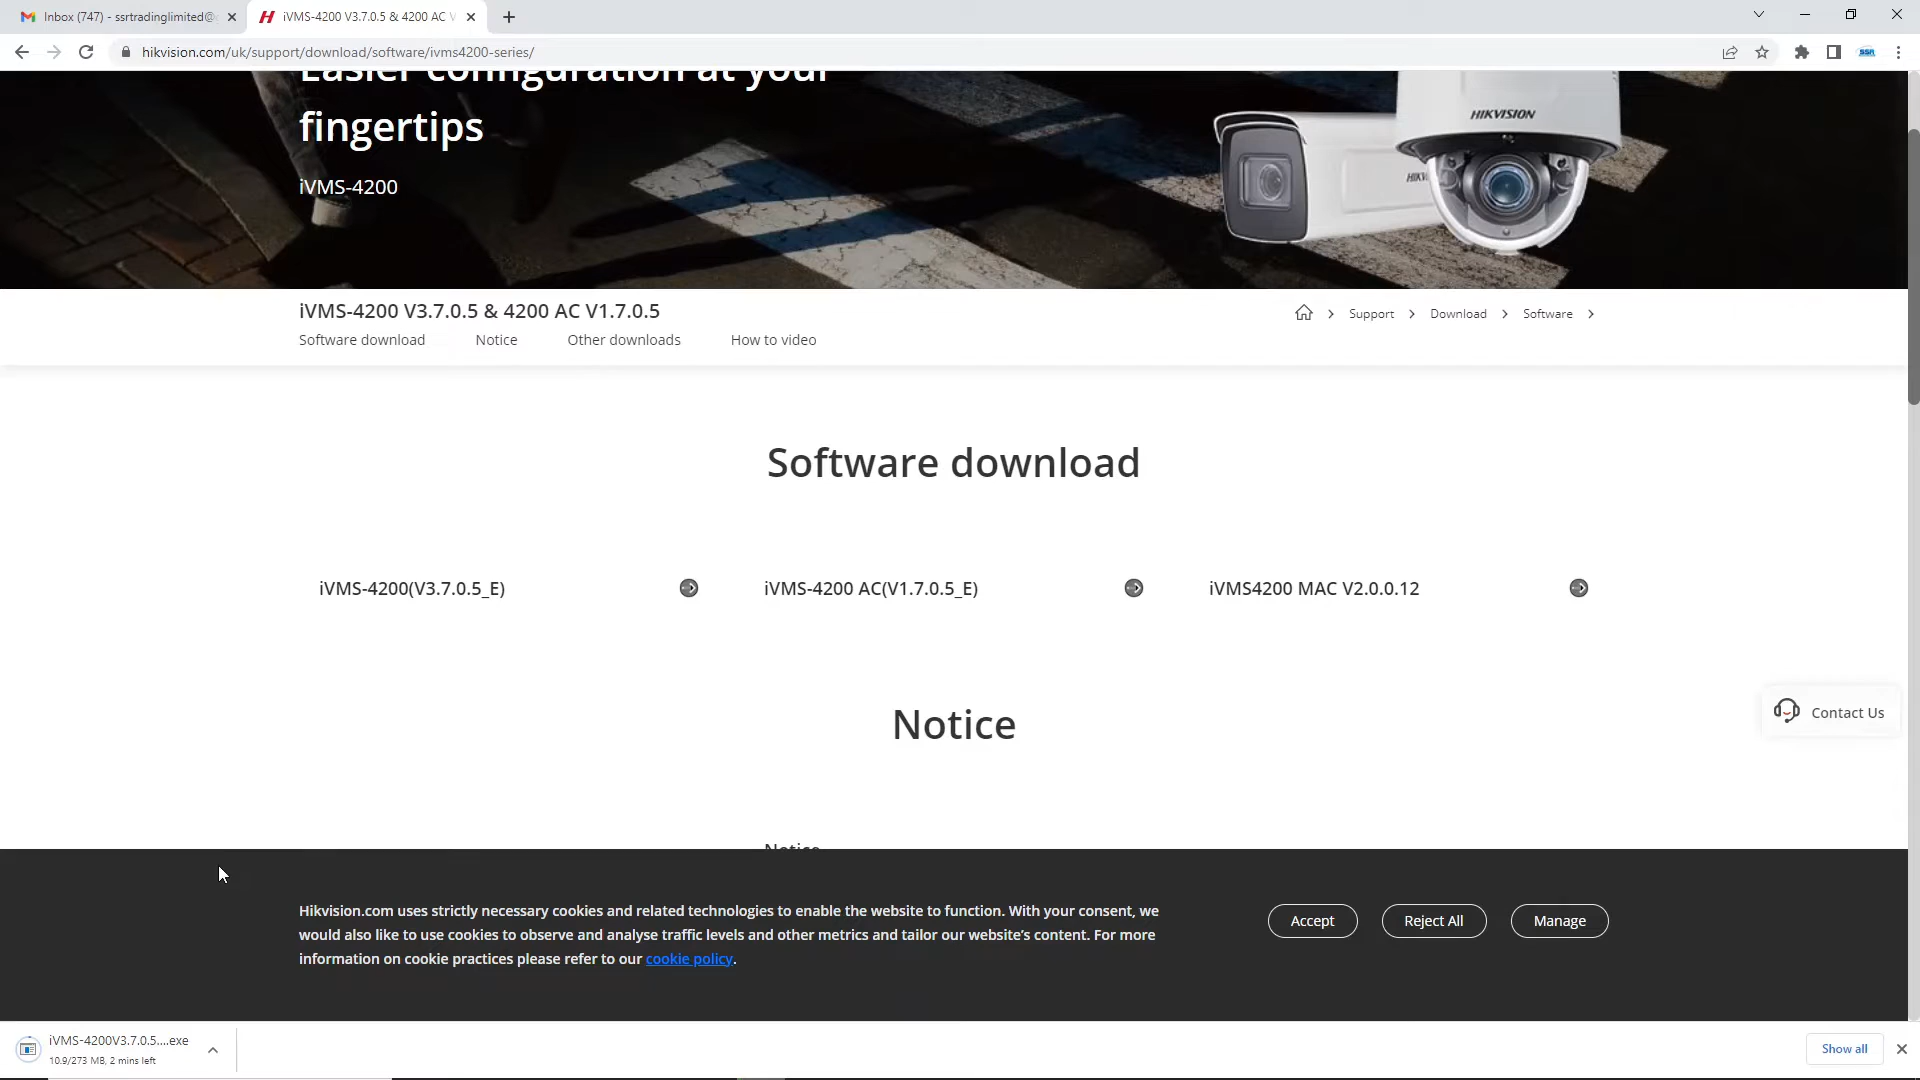 Inbox (747) - ssrtradinglimited@
iVMS-4200 V3.7.0.5 & 4200 AC V
hikvision.com/uk/support/download/software/ivms4200-series/
SSR
Easier configuration at your
fingertips
iVMS-4200
HIKVISION
iVMS-4200 V3.7.0.5 & 4200 AC V1.7.0.5
Support
Download
Software
Software download
Notice
Other downloads
How to video
Software download
iVMS-4200(V3.7.0.5_E)
iVMS-4200 AC(V1.7.0.5_E)
iVMS4200 MAC V2.0.0.12
Notice
Contact Us
Notice
Hikvision.com uses strictly necessary cookies and related technologies to enable the website to function. With your consent, we
would also like to use cookies to observe and analyse traffic levels and other metrics and tailor our website's content. For more
information on cookie practices please refer to our cookie policy.
Accept
Reject All
Manage
iVMS-4200V3.7.0.5....exe
10.9/273 MB, 2 mins left
Show all